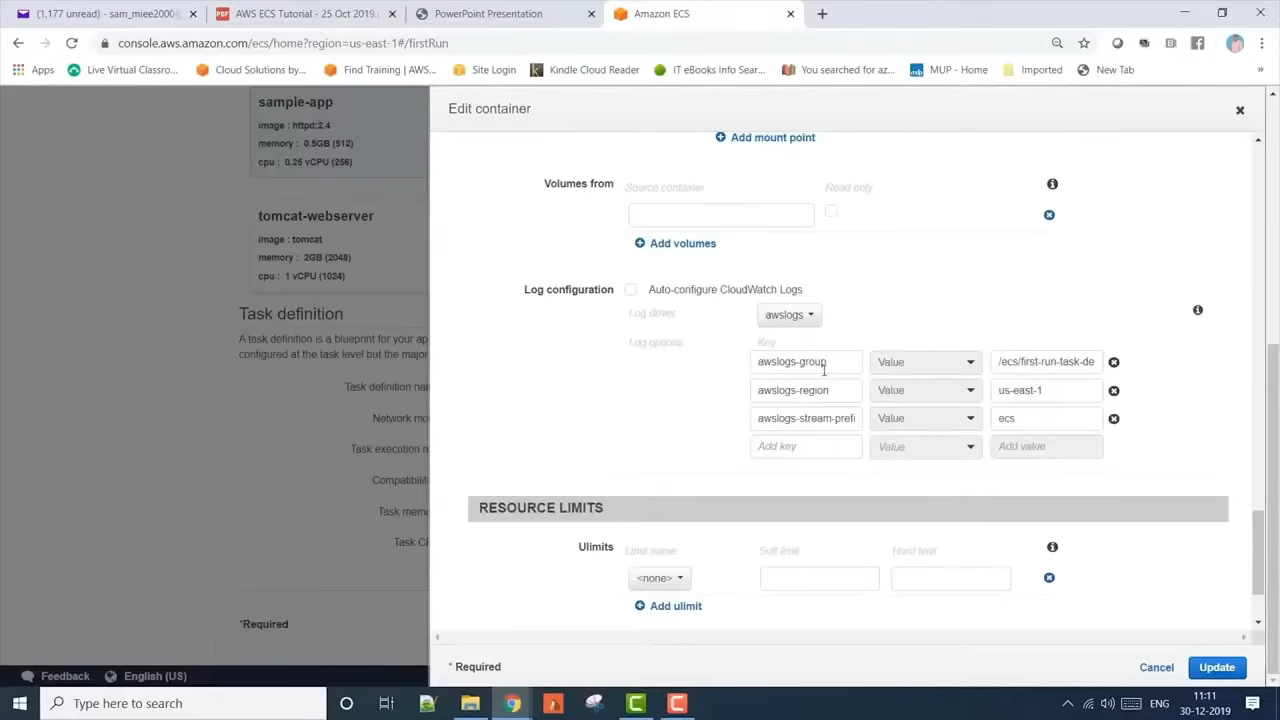 (1,177 unread) - sam_miee2000
AWS ECS Tutorial - 25 Oct 2019.
PowerPoint Presentation
Amazon ECS
console.aws.amazon.com/ecs/home?region=us-east-1#/firstRun
Apps
Live Virtual Classro...
Cloud Solutions by...
Find Training | AWS...
Site Login
Kindle Cloud Reader
IT eBooks Info Sear...
You searched for az...
MUP - Home
Imported
New Tab
»
sample-app
image : httpd:2.4
memory : 0.5GB (512)
cpu : 0.25 vCPU (256)
tomcat-webserver
image : tomcat
memory : 2GB (2048)
cpu : 1 vCPU (1024)
Task definition
A task definition is a blueprint for your ap
configured at the task level but the major
Task definition name
Network mo
Task execution r
Compatibilit
Task memo
Task C
*Required
Edit container
Add mount point
Volumes from
Source container
Read only
Add volumes
Log configuration
Auto-configure CloudWatch Logs
Log driver
awslogs
Log options
Key
awslogs-group Value /ecs/first-run-task-de
awslogs-region Value us-east-1
awslogs-stream-prefi Value ecs
Add key Value Add value
RESOURCE LIMITS
Ulimits
Limit name
Soft limit
Hard limit
<none>
Add ulimit
* Required
Cancel
Update
Feedback
English (US)
Type here to search
ENG
11:11
30-12-2019